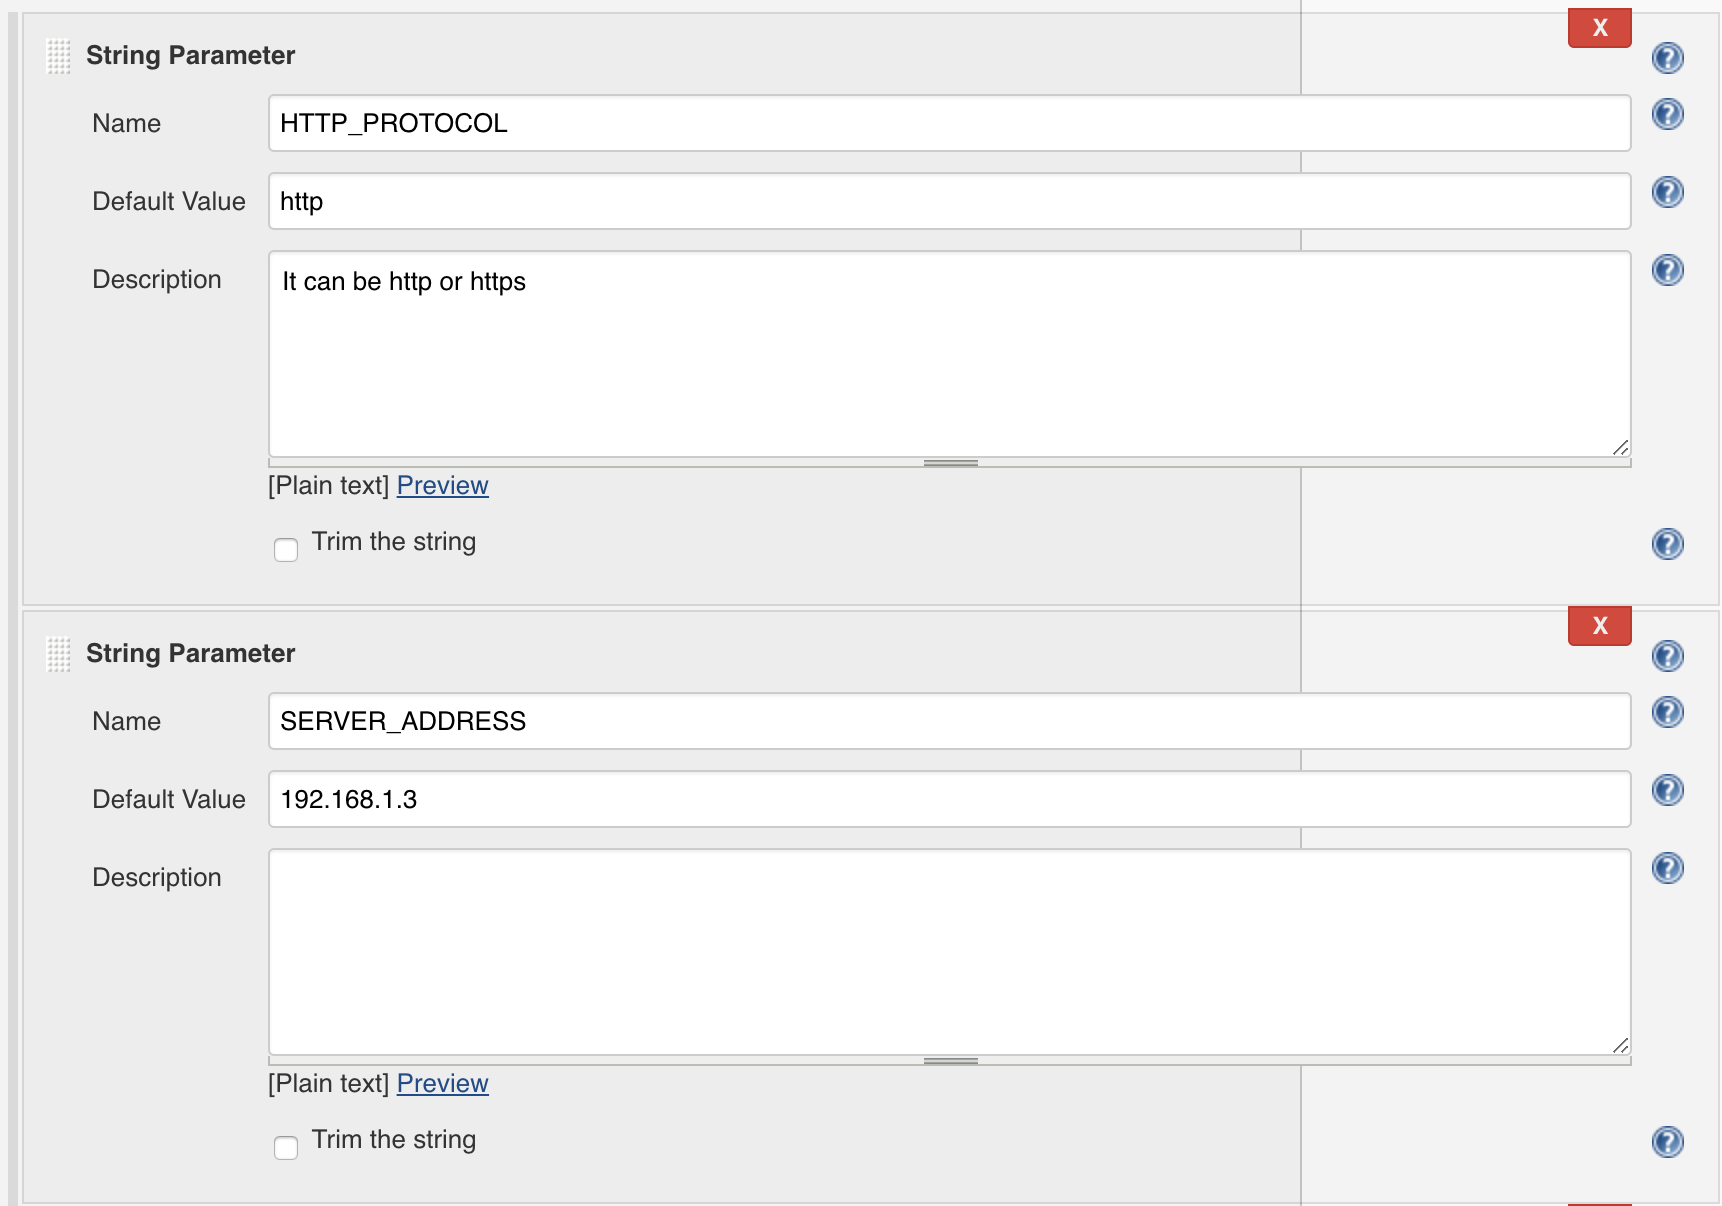 X
String Parameter
Name HTTP_PROTOCOL
Default Value http
Description It can be http or https
[Plain text] Preview
Trim the string
X
String Parameter
Name SERVER_ADDRESS
Default Value 192.168.1.3
Description
[Plain text] Preview
Trim the string